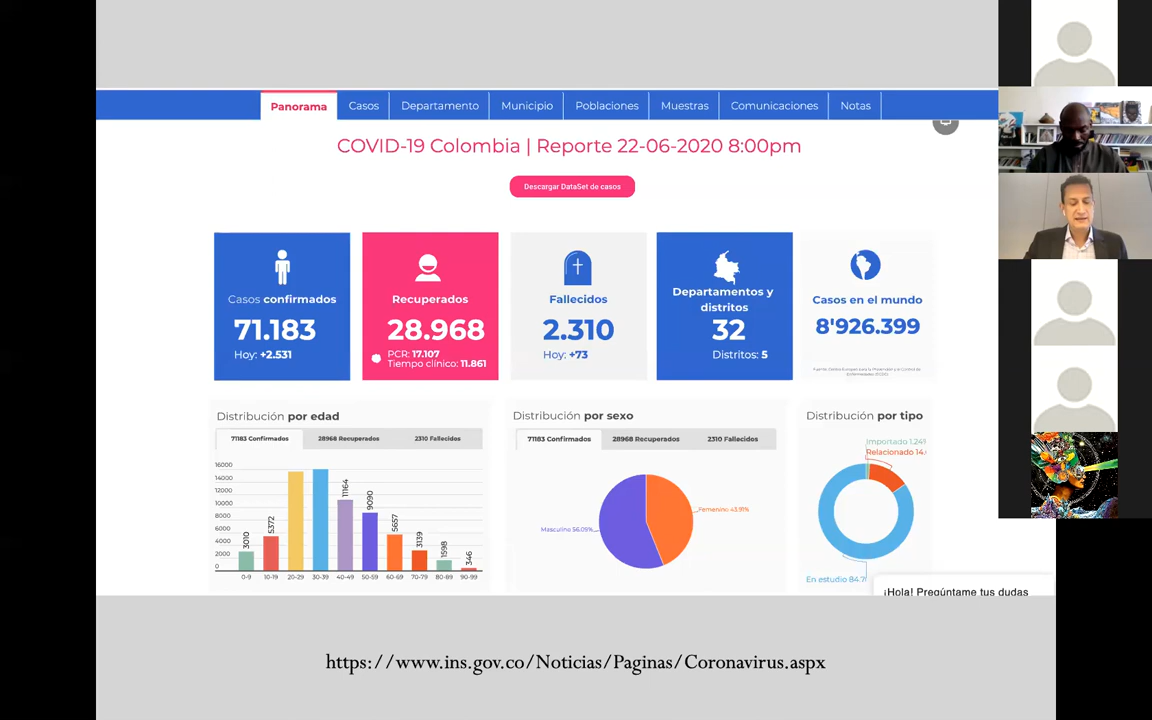 Panorama
Casos
Departamento
Municipio
Poblaciones
Muestras
Comunicaciones
Notas
COVID-19 Colombia | Reporte 22-06-2020 8:00pm
Descargar DataSet de casos
Casos confirmados
71.183
Hoy: +2.531
Recuperados
28.968
PCR: 17.107
Tiempo clínico: 11.861
Fallecidos
2.310
Hoy: +73
Departamentos y
distritos
32
Distritos: 5
Casos en el mundo
8'926.399
Distribución por edad
71183 Confirmados
28968 Recuperados
2310 Fallecidos
16000
14000
12000
10000
8000
6000
4000
2000
0
3010
5372
11164
9090
5657
3139
1598
346
0-9
10-19
20-29
30-39
40-49
50-59
60-69
70-79
80-89
90-99
Distribución por sexo
71183 Confirmados
28968 Recuperados
2310 Fallecidos
Femenino 43.91%
Masculino 56.09%
Distribución por tipo
Importado 1.24%
Relacionado 14.
En estudio 84.7
¡Hola! Pregúntame tus dudas
https://www.ins.gov.co/Noticias/Paginas/Coronavirus.aspx